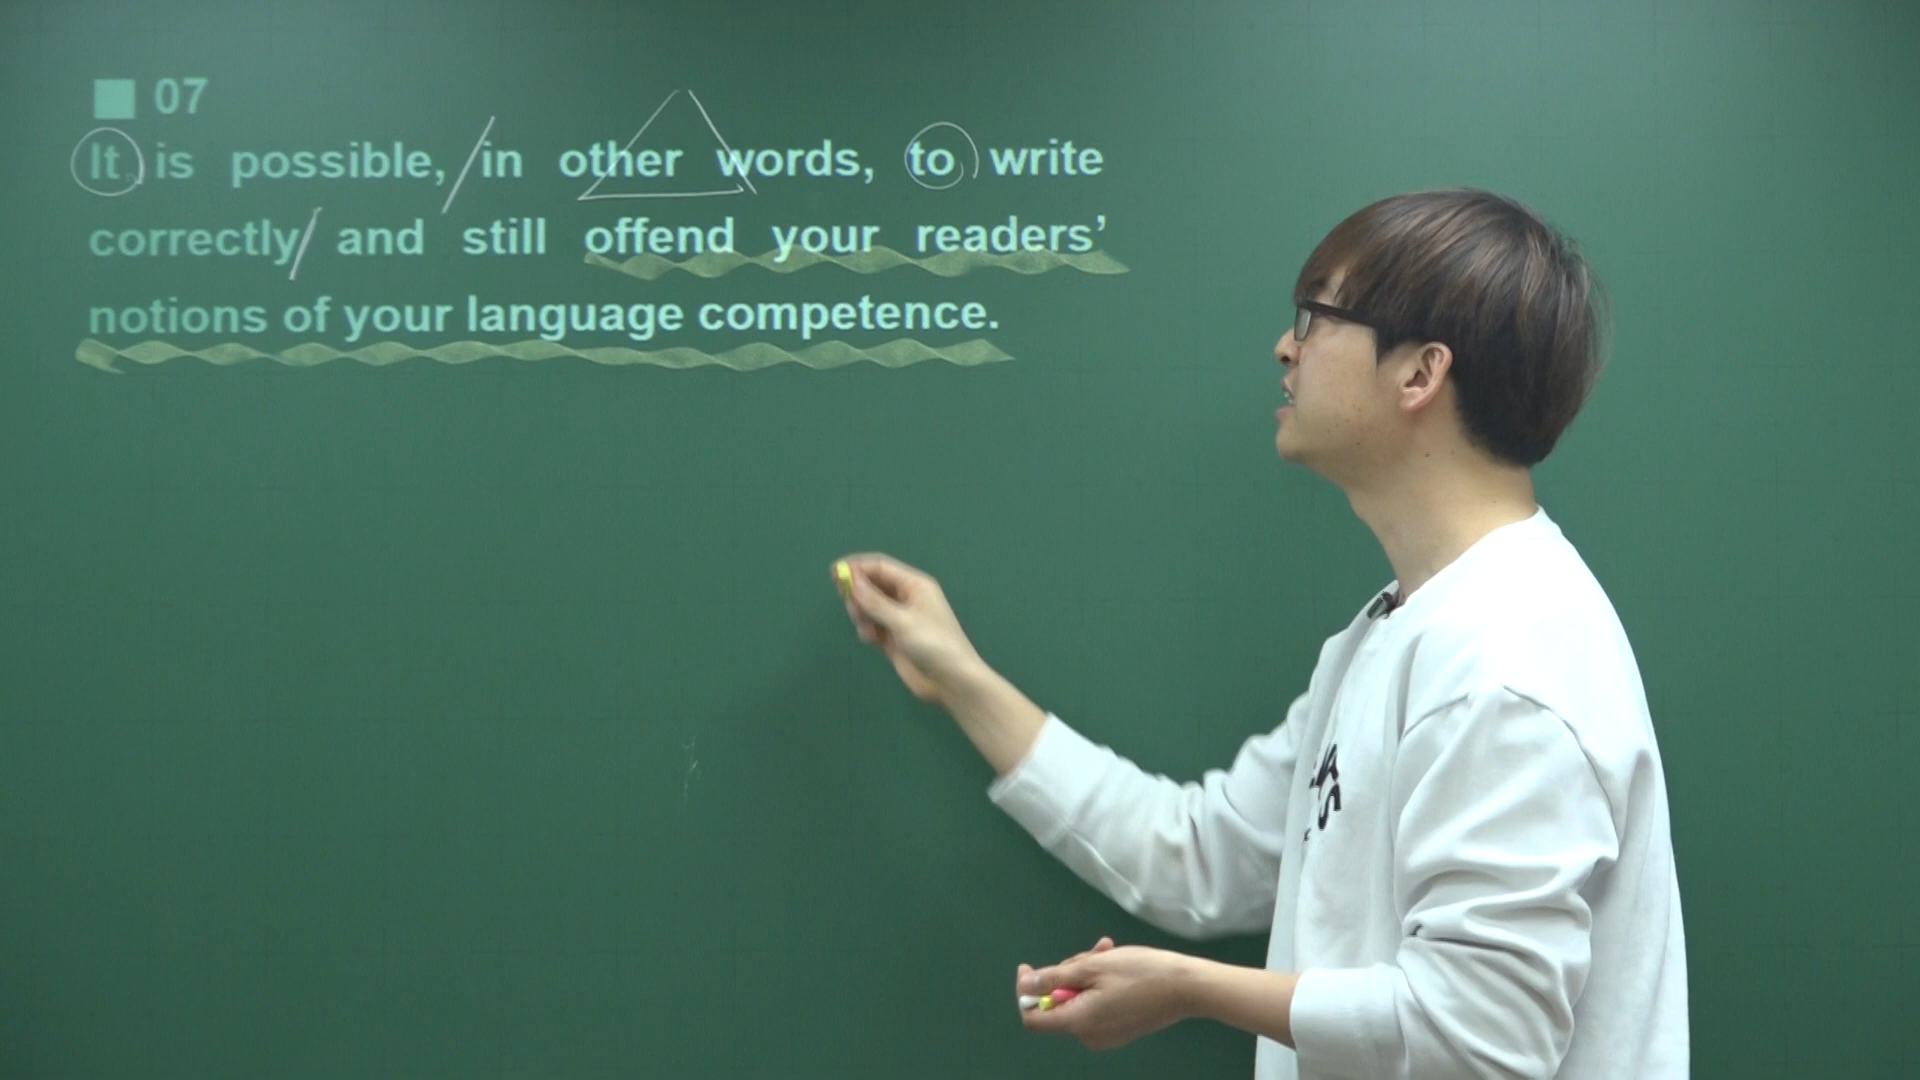 07
It is possible, in other words, to write
correctly and still offend your readers’
notions of your language competence.